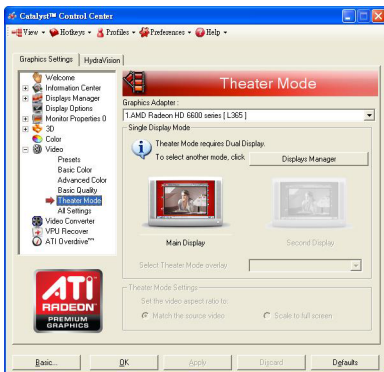 Catalyst™ Control Center
View Hotkeys Profiles Preferences Help
Graphics Settings HydraVision
Welcome
Information Center
Displays Manager
Display Options
Monitor Properties 0
3D
Color
Video
Presets
Basic Color
Advanced Color
Basic Quality
Theater Mode
All Settings
Video Converter
VPU Recover
ATI Overdrive™
ATI
RADEON
PREMIUM
GRAPHICS
Theater Mode
Graphics Adapter :
1.AMD Radeon HD 6600 series [ L365 ]
Single Display Mode
Theater Mode requires Dual Display.
To select another mode, click Displays Manager
Main Display Second Display
Select Theater Mode overlay
Theater Mode Settings
Set the video aspect ratio to:
Match the source video Scale to full screen
Basic... OK Apply Discard Defaults